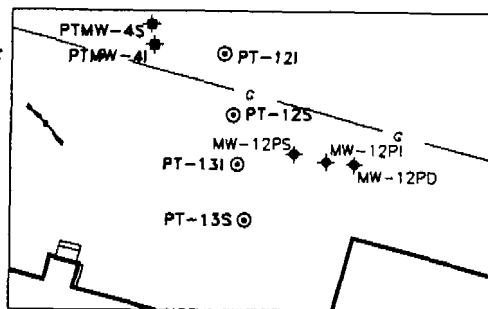 PTMW-4S
PTMW-4I
PT-12I
G
PT-12S
G
MW-12PS
MW-12PI
PT-13I
MW-12PD
PT-13S